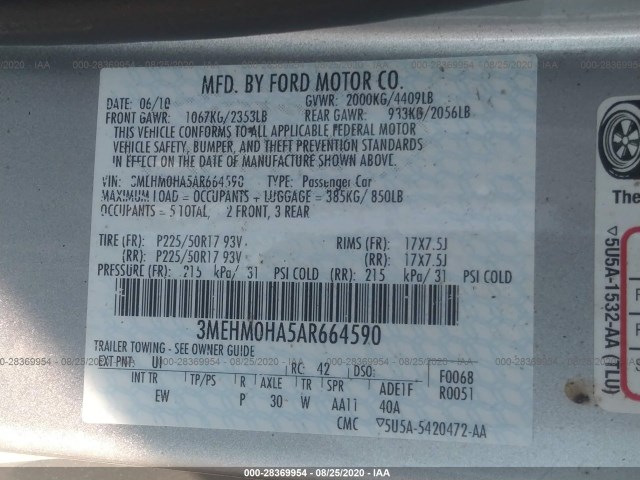 000-28369954 - 08/25/2020
MFD. BY FORD MOTOR CO.
DATE: 06/10 GVWR: 2000KG/4409LB
FRONT GAWR: 1067KG/2353LB REAR GAWR: 933KG/2056LB
THIS VEHICLE CONFORMS TO ALL APPLICABLE FEDERAL MOTOR
VEHICLE SAFETY, BUMPER, AND THEFT PREVENTION STANDARDS
IN EFFECT ON THE DATE OF MANUFACTURE SHOWN ABOVE.
VIN: 3MEHM0HA5AR664590 TYPE: Passenger Car
MAXIMUM LOAD = OCCUPANTS + LUGGAGE = 385KG/ 850LB
OCCUPANTS = 5 TOTAL, 2 FRONT, 3 REAR
TIRE (FR): P225/50R17 93V RIMS (FR): 17X7.5J
(RR): P225/50R17 93V (RR): 17X7.5J
PRESSURE (FR): 215 kPa/ 31 PSI COLD (RR): 215 kPa/ 31 PSI COLD
3MEHM0HA5AR664590
TRAILER TOWING - SEE OWNER GUIDE
EXT PNT: UI RC: 42 DSO: F0068
INT TR TP/PS R AXLE TR SPR ADE1F R0051
EW P 30 W AA11 40A
CMC ▽5U5A-5420472-AA
The
▽5U5A-1532-AA (TLU)
000-28369954 - 08/25/2020